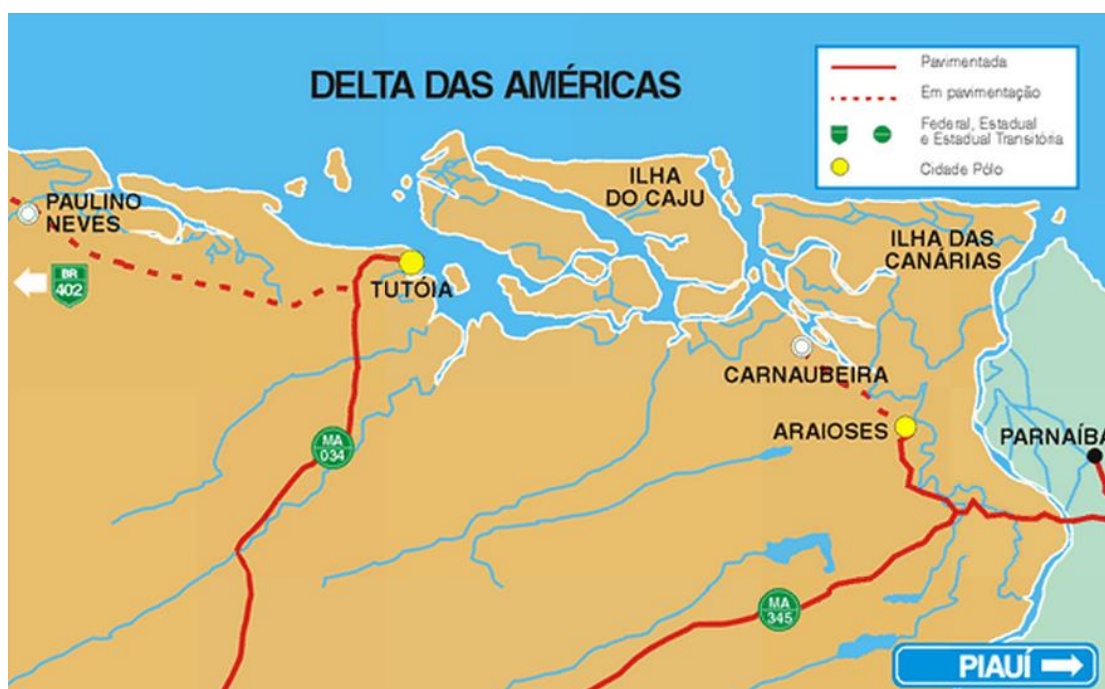 DELTA DAS AMÉRICAS
Pavimentada
Em pavimentação
Federal, Estadual
e Estadual Transitória
Cidade Pólo
PAULINO
NEVES
ILHA
DO CAJU
ILHA DAS
CANÁRIAS
BR
402
TUTÓIA
CARNAUBEIRA
ARAIOSES
PARNAÍBA
MA
034
MA
345
PIAUÍ